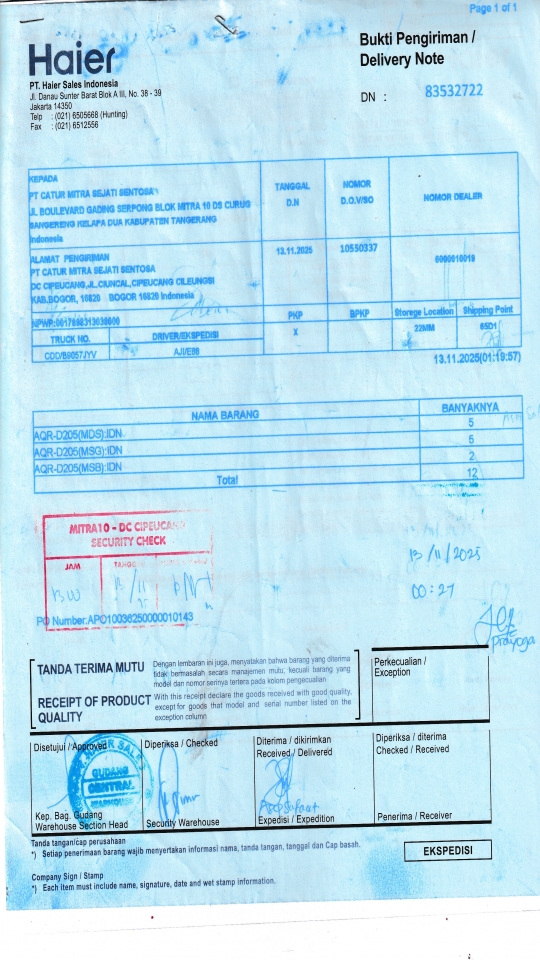 Page 1 of 1
Haier
PT. Haier Sales Indonesia
Jl. Danau Sunter Barat Blok A III, No. 38 - 39
Jakarta 14350
Telp : (021) 6505668 (Hunting)
Fax : (021) 6512556
Bukti Pengiriman /
Delivery Note
DN : 83532722
KEPADA
PT CATUR MITRA SEJATI SENTOSA
JL BOULEVARD GADING SERPONG BLOK MITRA 10 DS CURUG
SANGERENG KELAPA DUA KABUPATEN TANGERANG
Indonesia
TANGGAL D.N
NOMOR D.O.V/SO
NOMOR DEALER
ALAMAT PENGIRIMAN
PT CATUR MITRA SEJATI SENTOSA
DC CIPEUCANG,JL.CIUNCAL,CIPEUCANG CILEUNGSI
KAB.BOGOR, 16820 BOGOR 16820 Indonesia
13.11.2025
10550337
6000010019
NPWP:
PKP
BPKP
Storege Location
Shipping Point
TRUCK NO.
DRIVER/EKSPEDISI
X
22MM
65D1
CDD/B9057JYV
AJI/E88
13.11.2025(01:19:57)
NAMA BARANG
BANYAKNYA
AQR-D205(MDS):IDN 5
AQR-D205(MSG):IDN 5
AQR-D205(MSB):IDN 2
Total 12
MITRA10 - DC CIPEUCANG
SECURITY CHECK
JAM
13/11/2025
00:27
PO Number:APO10036250000010143
Prayoga
TANDA TERIMA MUTU
Dengan lembaran ini juga, menyatakan bahwa barang yang diterima
tidak bermasalah secara manajemen mutu, kecuali barang yang
model dan nomor serinya tertera pada kolom pengecualian
RECEIPT OF PRODUCT QUALITY
With this receipt declare the goods received with good quality,
except for goods that model and serial number listed on the
exception column
Perkecualian /
Exception
Disetujui / Approved
Diperiksa / Checked
Diterima / dikirimkan
Received / Delivered
Diperiksa / diterima
Checked / Received
GUDANG
CENTRAL
WAREHOUSE
Kep. Bag. Gudang
Warehouse Section Head
Security Warehouse
Expedisi / Expedition
Penerima / Receiver
Tanda tangan/cap perusahaan
*) Setiap penerimaan barang wajib menyertakan informasi nama, tanda tangan, tanggal dan Cap basah.
EKSPEDISI
Company Sign / Stamp
*) Each item must include name, signature, date and wet stamp information.